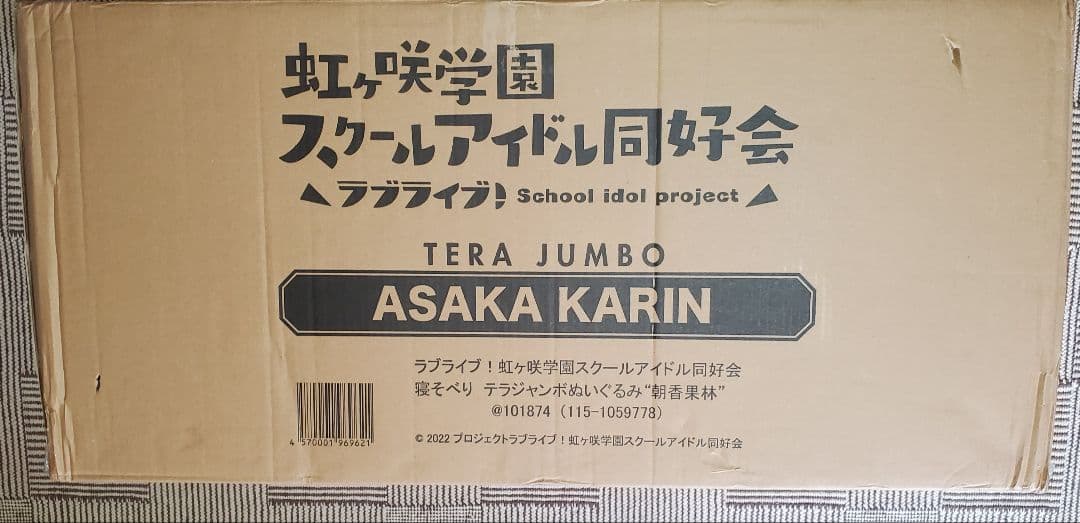 虹ヶ咲学園
スクールアイドル同好会
ラブライブ! School idol project
TERA JUMBO
ASAKA KARIN
ラブライブ！虹ヶ咲学園スクールアイドル同好会
寝そべり テラジャンボぬいぐるみ“朝香果林”
@101874（115-1059778）
4 570001 969621
© 2022 プロジェクトラブライブ！虹ヶ咲学園スクールアイドル同好会